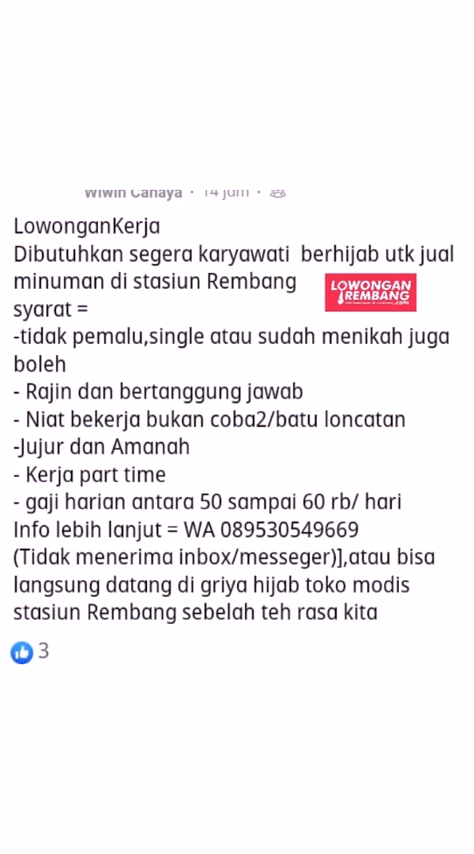 Wiwin Cahaya · 14 jam ·
LowonganKerja
Dibutuhkan segera karyawati berhijab utk jual
minuman di stasiun Rembang
LOWONGAN
REMBANG
syarat =
-tidak pemalu,single atau sudah menikah juga
boleh
- Rajin dan bertanggung jawab
- Niat bekerja bukan coba2/batu loncatan
-Jujur dan Amanah
- Kerja part time
- gaji harian antara 50 sampai 60 rb/ hari
Info lebih lanjut = WA 089530549669
(Tidak menerima inbox/messeger)],atau bisa
langsung datang di griya hijab toko modis
stasiun Rembang sebelah teh rasa kita
3